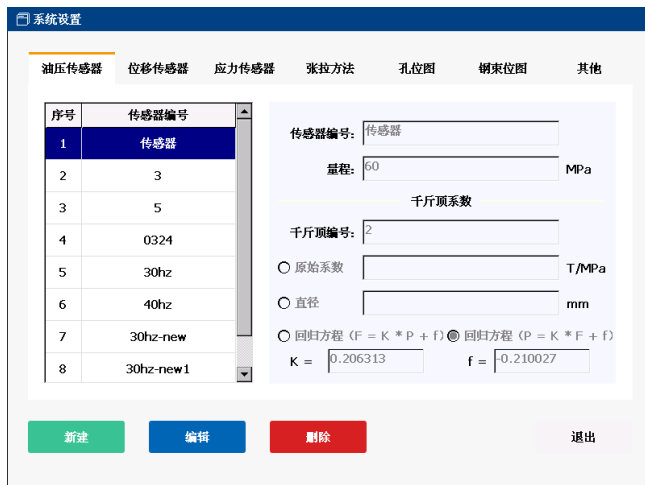 系统设置
油压传感器 位移传感器 应力传感器 张拉方法 孔位图 钢束位图 其他
序号 传感器编号
1 传感器
2 3
3 5
4 0324
5 30hz
6 40hz
7 30hz-new
8 30hz-new1
传感器编号: 传感器
量程: 60 MPa
千斤顶系数
千斤顶编号: 2
原始系数 T/MPa
直径 mm
回归方程（F = K * P + f） 回归方程（P = K * F + f）
K = 0.206313 f = -0.210027
新建 编辑 删除 退出